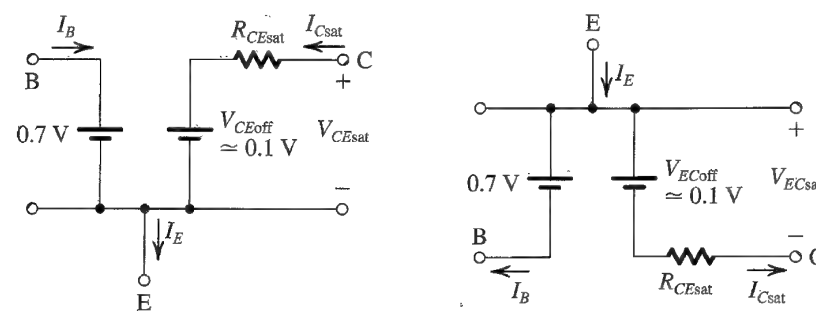 I_B
B
0.7 V
R_CEsat
I_Csat
C
+
V_CEoff
≃ 0.1 V
V_CEsat
−
I_E
E
E
I_E
+
0.7 V
V_ECoff
≃ 0.1 V
V_ECsa
B
−
I_B
R_CEsat
I_Csat